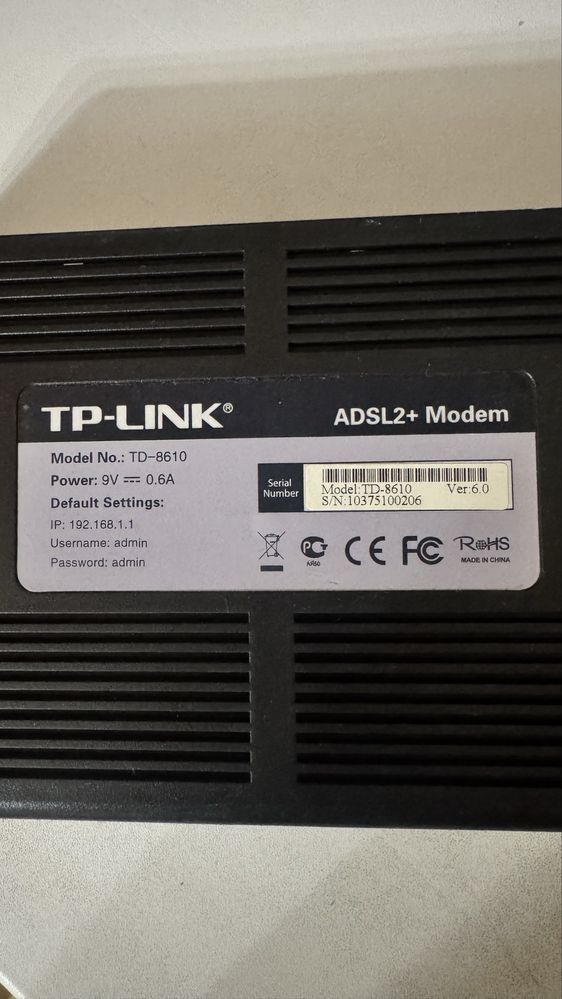 TP-LINK®
ADSL2+ Modem
Model No.: TD-8610
Power: 9V 0.6A
Default Settings:
IP: 192.168.1.1
Username: admin
Password: admin
Serial
Number
Model:TD-8610 Ver:6.0
S/N:10375100206
CE FC RoHS
MADE IN CHINA